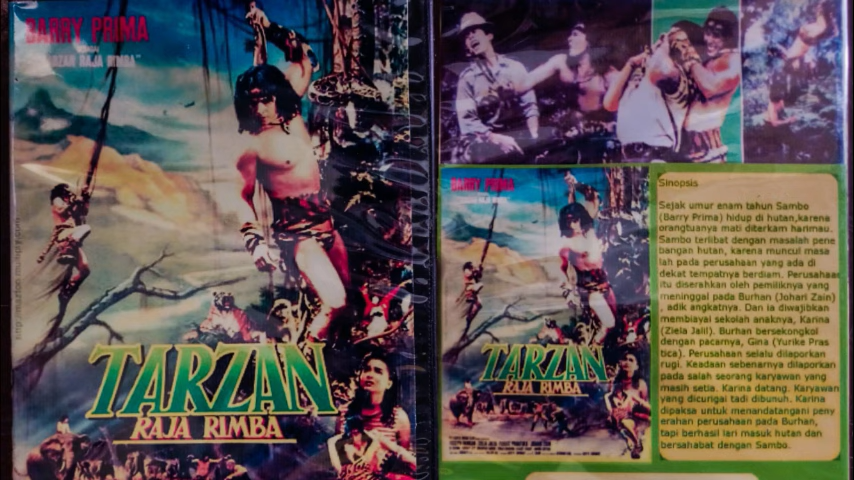 BARRY PRIMA
SEBAGAI
"TARZAN RAJA RIMBA"
TARZAN
RAJA RIMBA
BARRY PRIMA
TARZAN
RAJA RIMBA
Sinopsis
Sejak umur enam tahun Sambo
(Barry Prima) hidup di hutan,karena
orangtuanya mati diterkam harimau.
Sambo terlibat dengan masalah pene
bangan hutan, karena muncul masa
lah pada perusahaan yang ada di
dekat tempatnya berdiam. Perusahaan
itu diserahkan oleh pemiliknya yang
meninggal pada Burhan (Johari Zain)
, adik angkatnya. Dan ia diwajibkan
membiayai sekolah anaknya, Karina
(Ziela Jalil). Burhan bersekongkol
dengan pacarnya, Gina (Yurike Pras
tica). Perusahaan selalu dilaporkan
rugi. Keadaan sebenarnya dilaporkan
pada salah seorang karyawan yang
masih setia. Karina datang. Karyawan
yang dicurigai tadi dibunuh. Karina
dipaksa untuk menandatangani peny
erahan perusahaan pada Burhan,
tapi berhasil lari masuk hutan dan
bersahabat dengan Sambo.